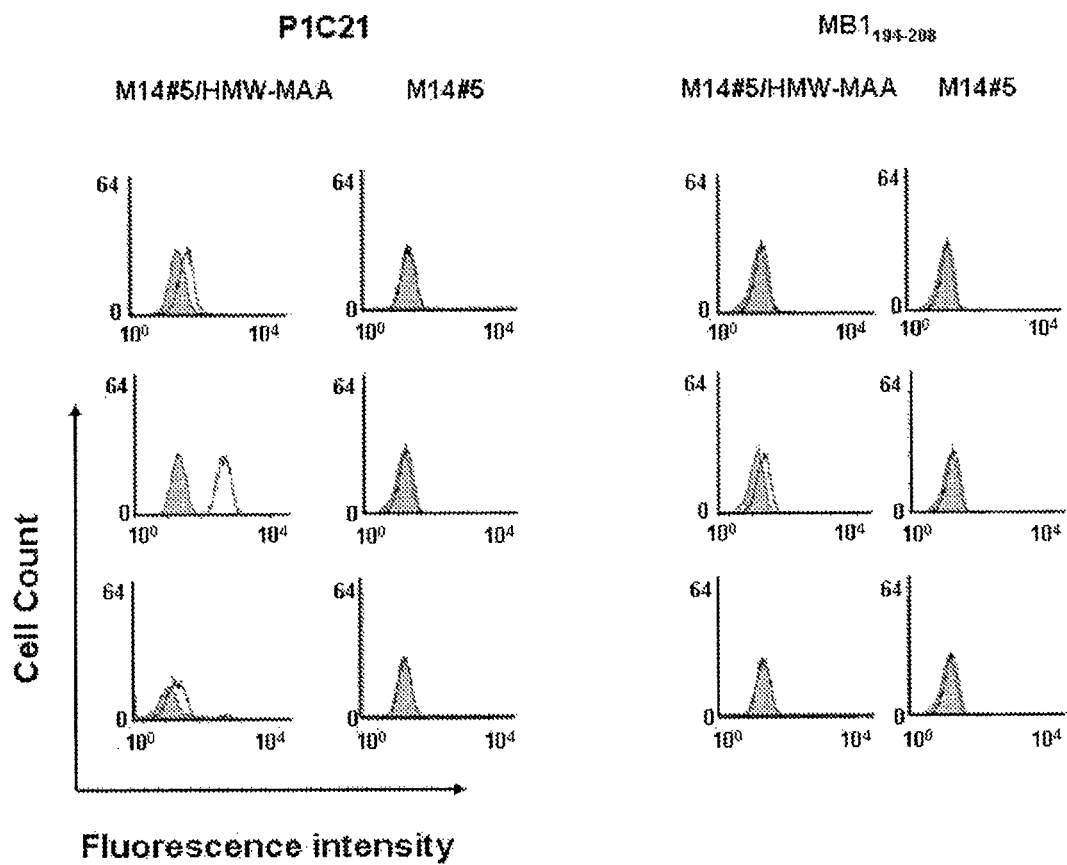 P1C21 MB1194-208
M14#5/HMW-MAA M14#5 M14#5/HMW-MAA M14#5
64 64 64 64
0 0 0 0
10⁰ 10⁴ 10⁰ 10⁴ 10⁰ 10⁴ 10⁰ 10⁴
64 64 64 64
0 0 0 0
10⁰ 10⁴ 10⁰ 10⁴ 10⁰ 10⁴ 10⁰ 10⁴
64 64 64 64
0 0 0 0
10⁰ 10⁴ 10⁰ 10⁴ 10⁰ 10⁴ 10⁰ 10⁴
Cell Count
Fluorescence intensity